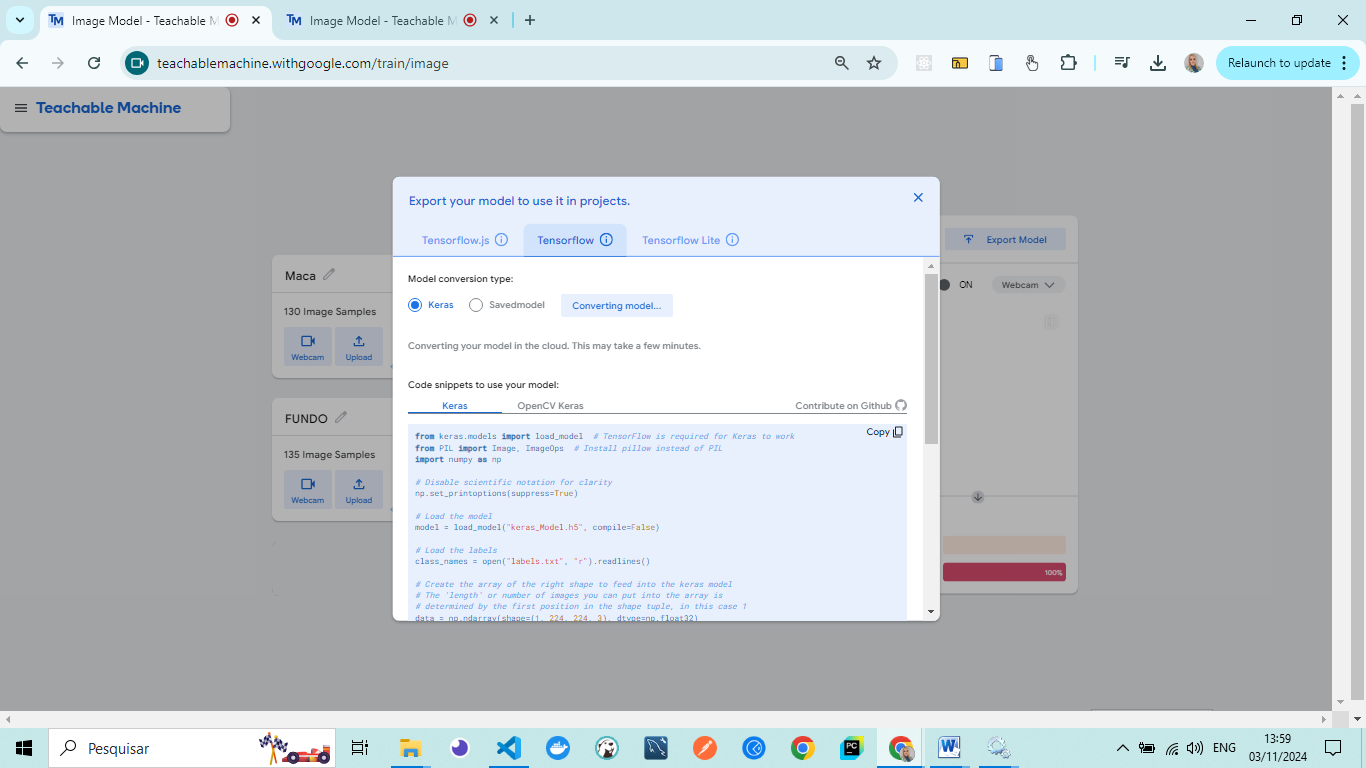 Image Model - Teachable M
Image Model - Teachable M
teachablemachine.withgoogle.com/train/image
Relaunch to update
Teachable Machine
Export your model to use it in projects.
Tensorflow.js
Tensorflow
Tensorflow Lite
Export Model
Model conversion type:
Keras
Savedmodel
Converting model...
Converting your model in the cloud. This may take a few minutes.
Code snippets to use your model:
Keras
OpenCV Keras
Contribute on Github
Copy
from keras.models import load_model  # TensorFlow is required for Keras to work
from PIL import Image, ImageOps  # Install pillow instead of PIL
import numpy as np
# Disable scientific notation for clarity
np.set_printoptions(suppress=True)
# Load the model
model = load_model("keras_Model.h5", compile=False)
# Load the labels
class_names = open("labels.txt", "r").readlines()
# Create the array of the right shape to feed into the keras model
# The 'length' or number of images you can put into the array is
# determined by the first position in the shape tuple, in this case 1
data = np.ndarray(shape=(1, 224, 224, 3), dtype=np.float32)
Maca
130 Image Samples
Webcam
Upload
FUNDO
135 Image Samples
Webcam
Upload
ON
Webcam
100%
Pesquisar
PC
W
ENG
13:59
03/11/2024